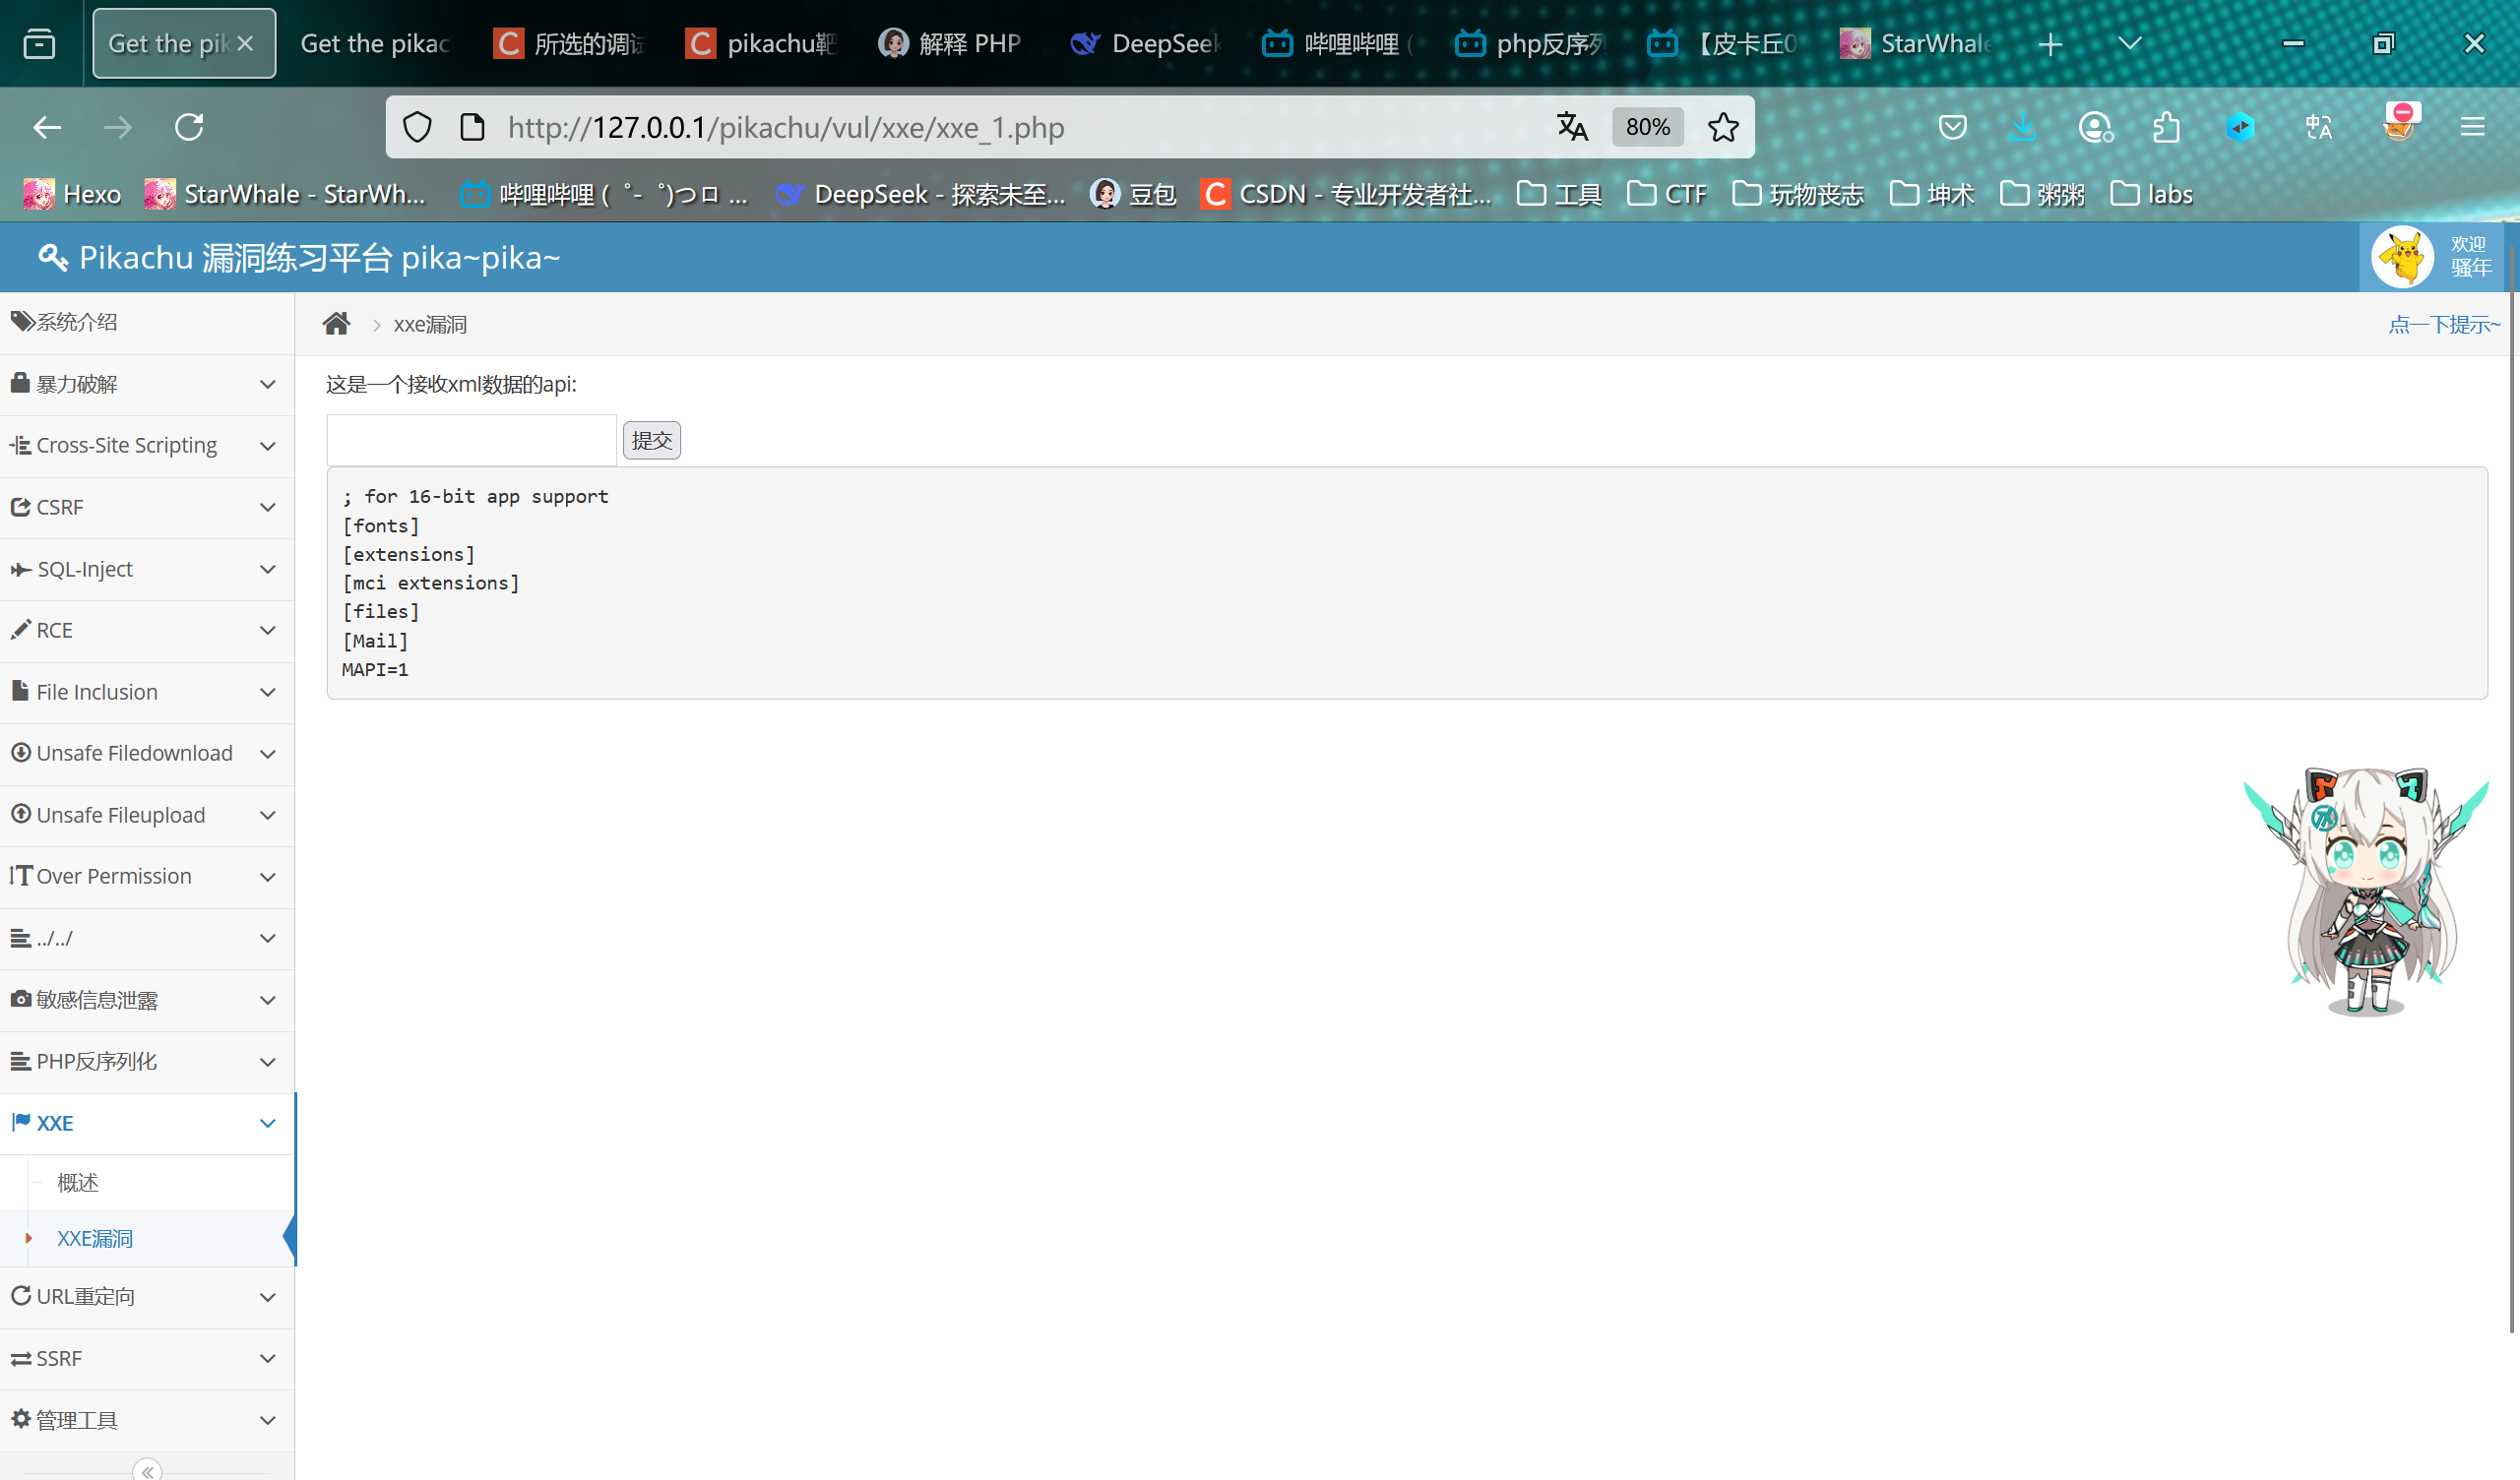 Get the pik
Get the pikac
所选的调试
pikachu靶
解释 PHP
DeepSeek
哔哩哔哩 (
php反序列
【皮卡丘0
StarWhale
http://127.0.0.1/pikachu/vul/xxe/xxe_1.php
80%
Hexo
StarWhale - StarWh...
哔哩哔哩 ( ゜- ゜)つロ ...
DeepSeek - 探索未至...
豆包
CSDN - 专业开发者社...
工具
CTF
玩物丧志
坤术
粥粥
labs
Pikachu 漏洞练习平台 pika~pika~
欢迎
骚年
系统介绍
暴力破解
Cross-Site Scripting
CSRF
SQL-Inject
RCE
File Inclusion
Unsafe Filedownload
Unsafe Fileupload
Over Permission
../../
敏感信息泄露
PHP反序列化
XXE
概述
XXE漏洞
URL重定向
SSRF
管理工具
xxe漏洞
点一下提示~
这是一个接收xml数据的api:
提交
; for 16-bit app support
[fonts]
[extensions]
[mci extensions]
[files]
[Mail]
MAPI=1